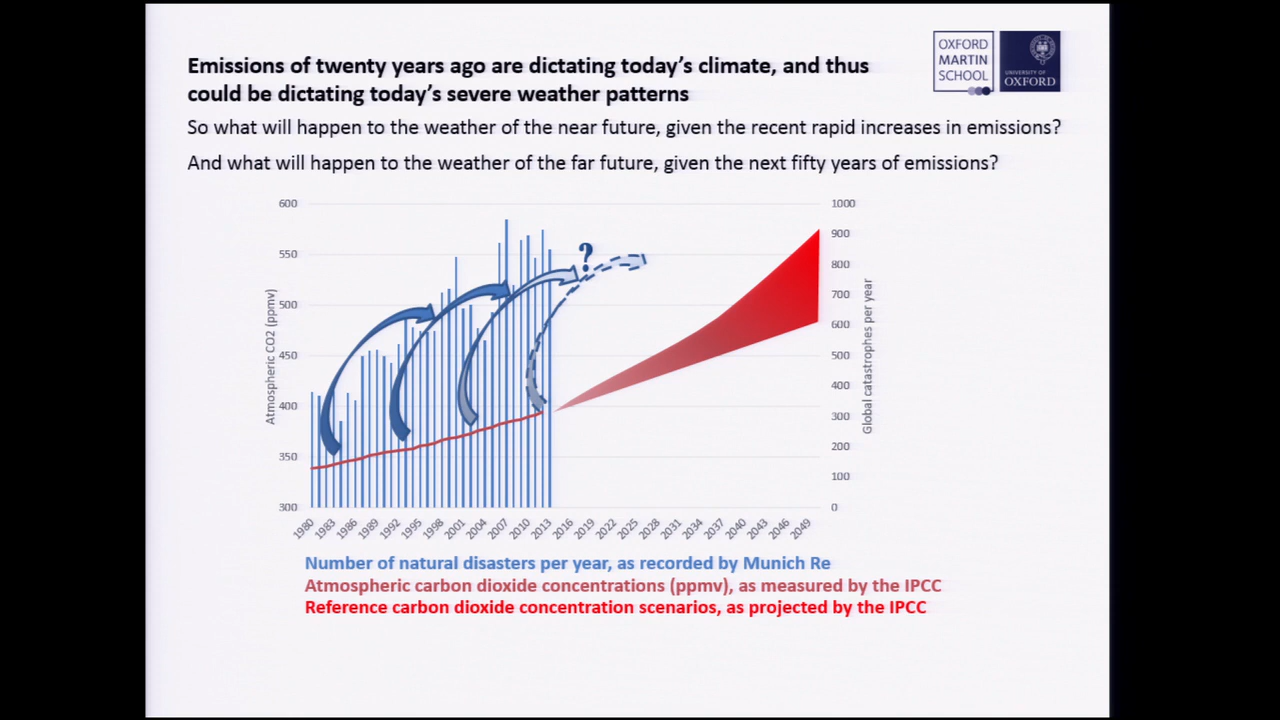 Emissions of twenty years ago are dictating today's climate, and thus
could be dictating today's severe weather patterns
OXFORD
MARTIN
SCHOOL
UNIVERSITY OF
OXFORD
So what will happen to the weather of the near future, given the recent rapid increases in emissions?
And what will happen to the weather of the far future, given the next fifty years of emissions?
600
550
500
450
400
350
300
Atmospheric CO2 (ppmv)
?
1000
900
800
700
600
500
400
300
200
100
0
Global catastrophes per year
1980 1983 1986 1989 1992 1995 1998 2001 2004 2007 2010 2013 2016 2019 2022 2025 2028 2031 2034 2037 2040 2043 2046 2049
Number of natural disasters per year, as recorded by Munich Re
Atmospheric carbon dioxide concentrations (ppmv), as measured by the IPCC
Reference carbon dioxide concentration scenarios, as projected by the IPCC